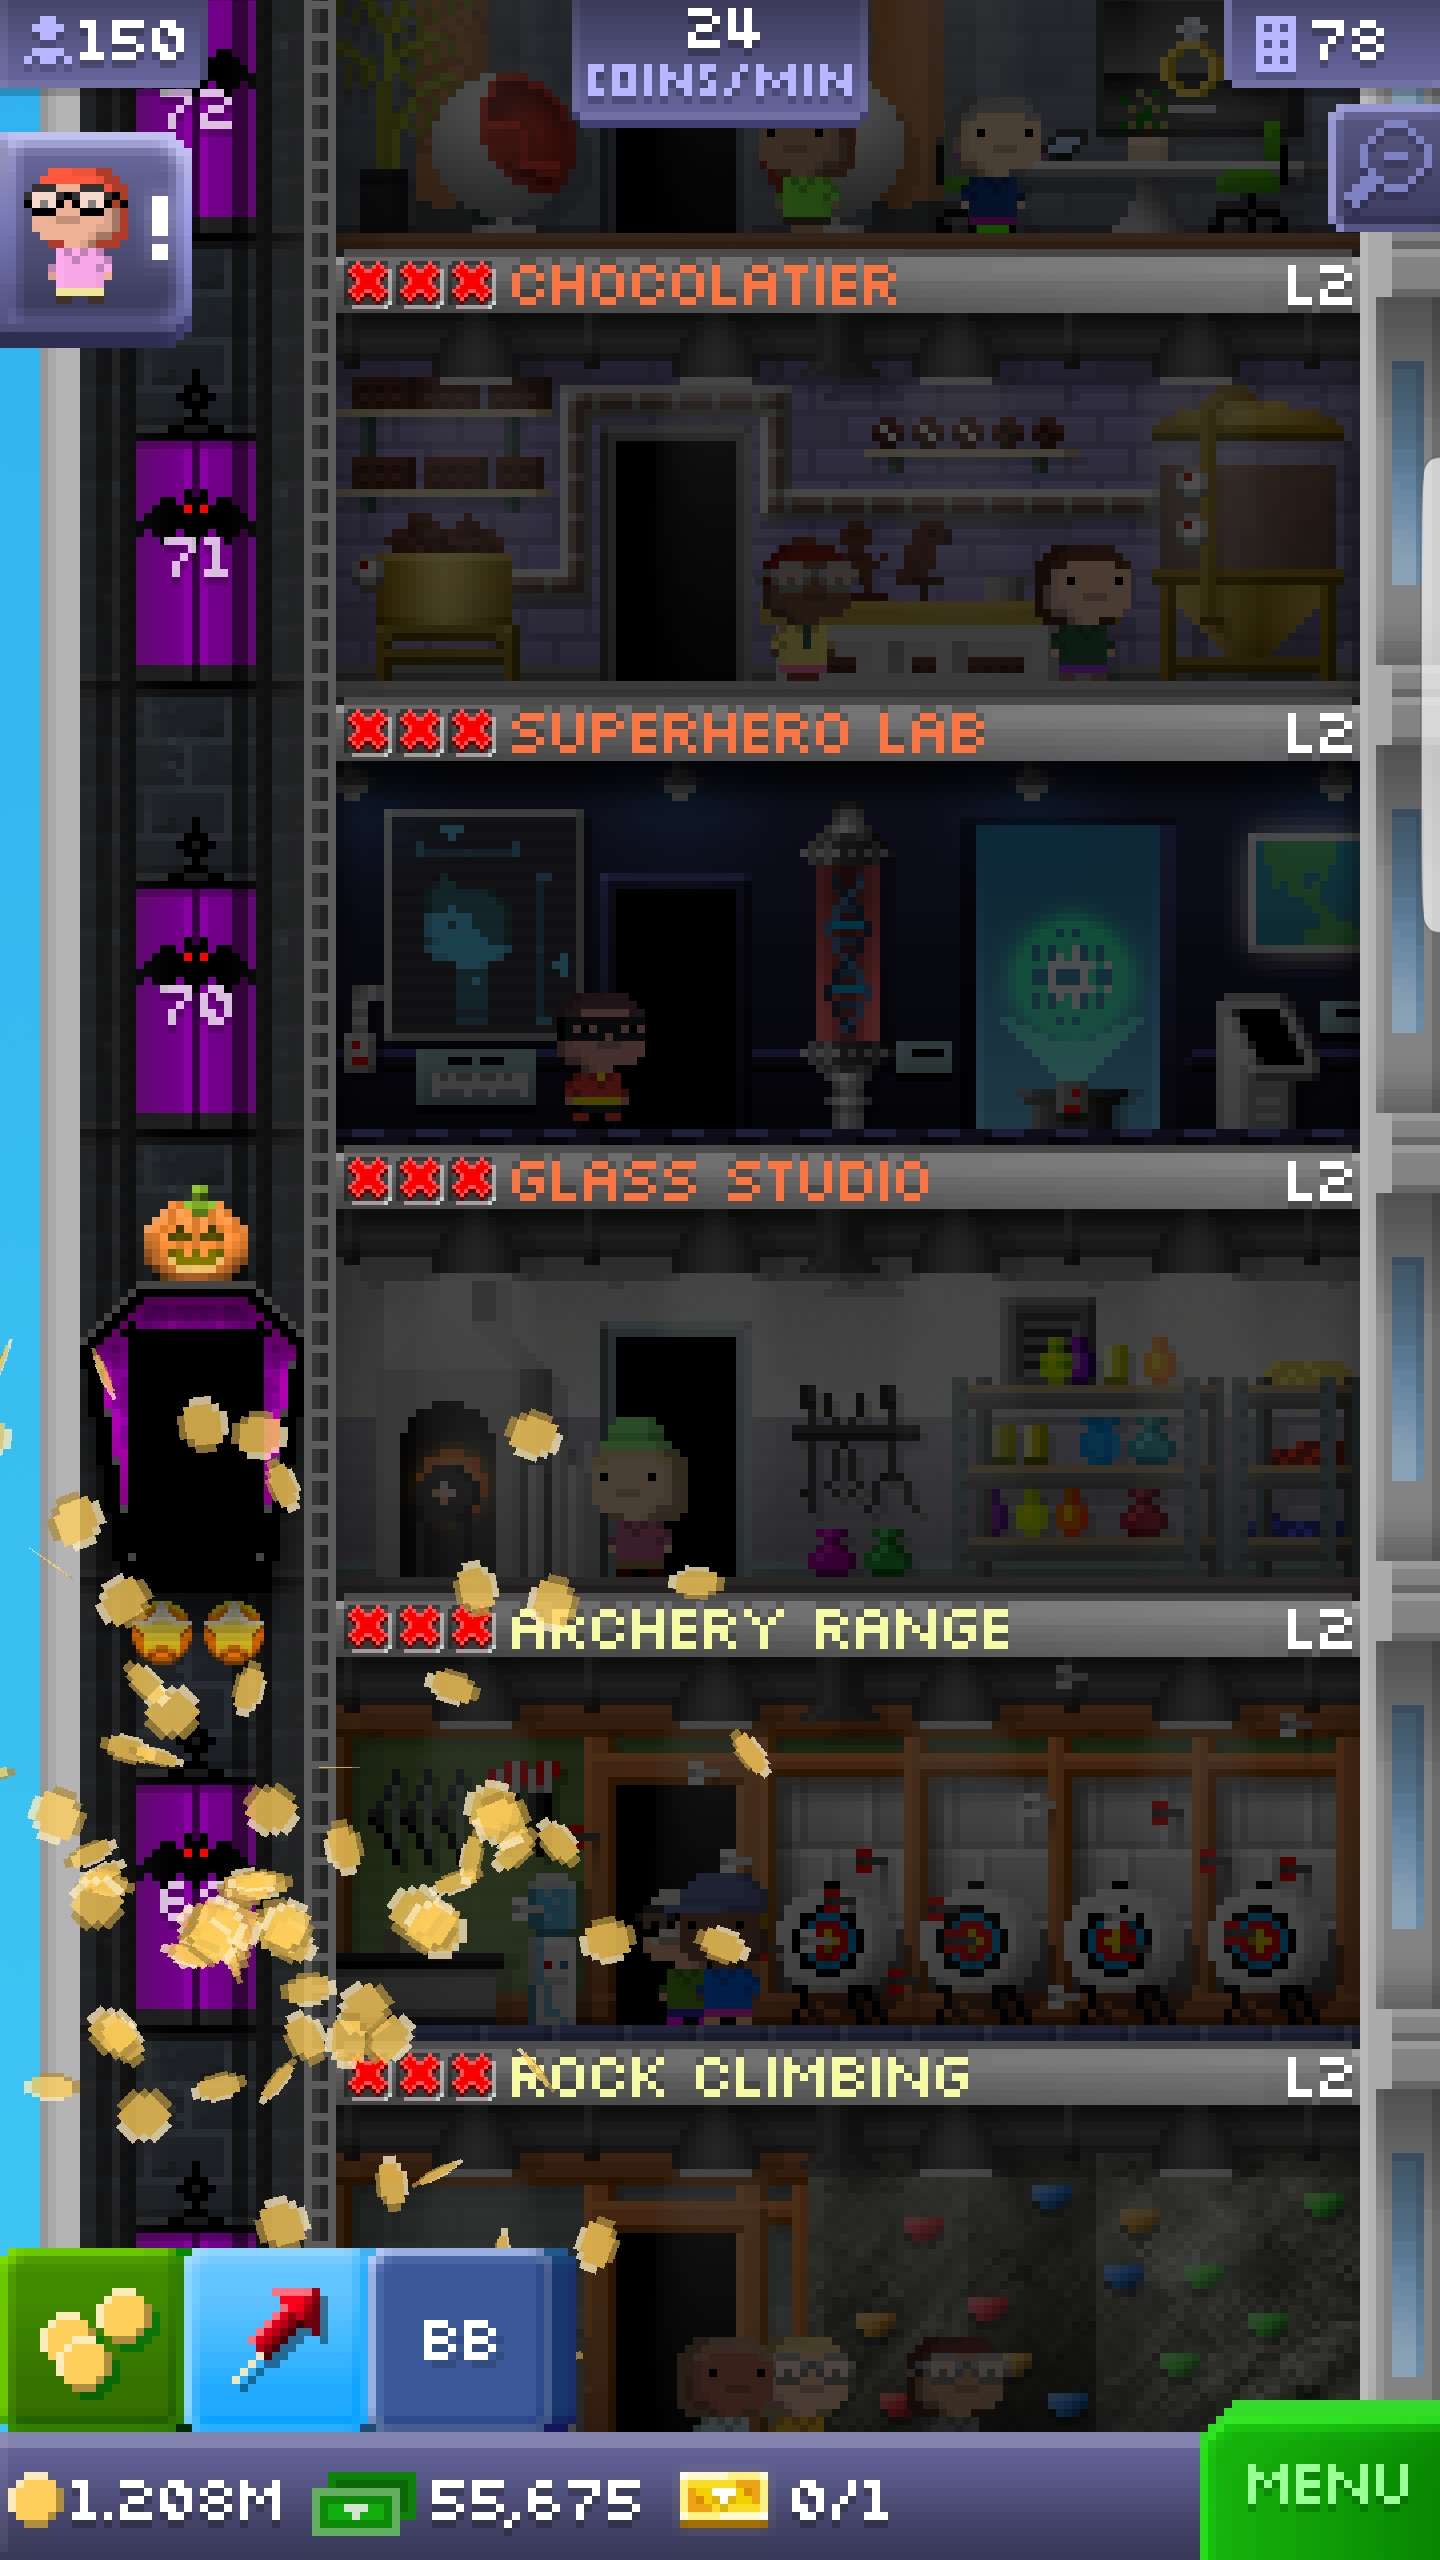 150
24
COINS/MIN
78
72
!
CHOCOLATIER L2
71
SUPERHERO LAB L2
70
GLASS STUDIO L2
ARCHERY RANGE L2
ROCK CLIMBING L2
BB
1.208M 55,675 0/1
MENU